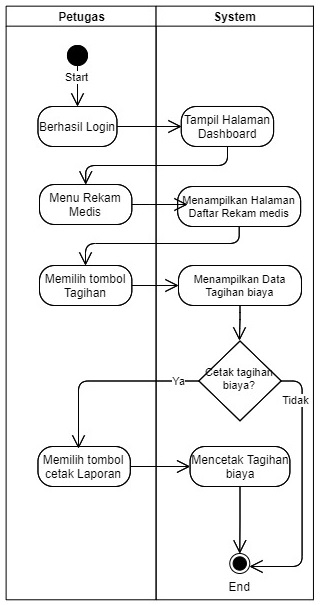 Petugas
System
Start
Berhasil Login
Tampil Halaman
Dashboard
Menu Rekam
Medis
Menampilkan Halaman
Daftar Rekam medis
Memilih tombol
Tagihan
Menampilkan Data
Tagihan biaya
Cetak tagihan
biaya?
Ya
Tidak
Memilih tombol
cetak Laporan
Mencetak Tagihan
biaya
End